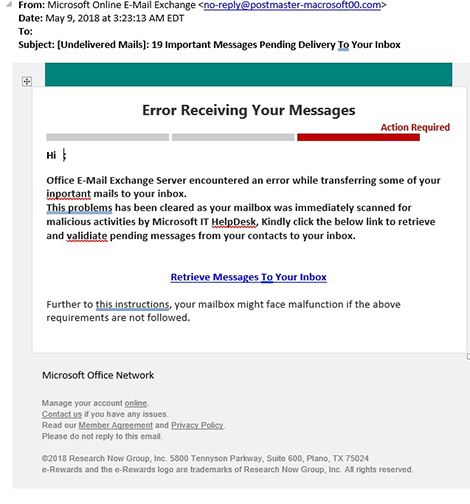 From: Microsoft Online E-Mail Exchange <no-reply@postmaster-macrosoft00.com>
Date: May 9, 2018 at 3:23:13 AM EDT
To:
Subject: [Undelivered Mails]: 19 Important Messages Pending Delivery To Your Inbox
Error Receiving Your Messages
Action Required
Hi ;
Office E-Mail Exchange Server encountered an error while transferring some of your
inportant mails to your inbox.
This problems has been cleared as your mailbox was immediately scanned for
malicious activities by Microsoft IT HelpDesk, Kindly click the below link to retrieve
and validiate pending messages from your contacts to your inbox.
Retrieve Messages To Your Inbox
Further to this instructions, your mailbox might face malfunction if the above
requirements are not followed.
Microsoft Office Network
Manage your account online.
Contact us if you have any issues.
Read our Member Agreement and Privacy Policy.
Please do not reply to this email.
©2018 Research Now Group, Inc. 5800 Tennyson Parkway, Suite 600, Plano, TX 75024
e-Rewards and the e-Rewards logo are trademarks of Research Now Group, Inc. All rights reserved.